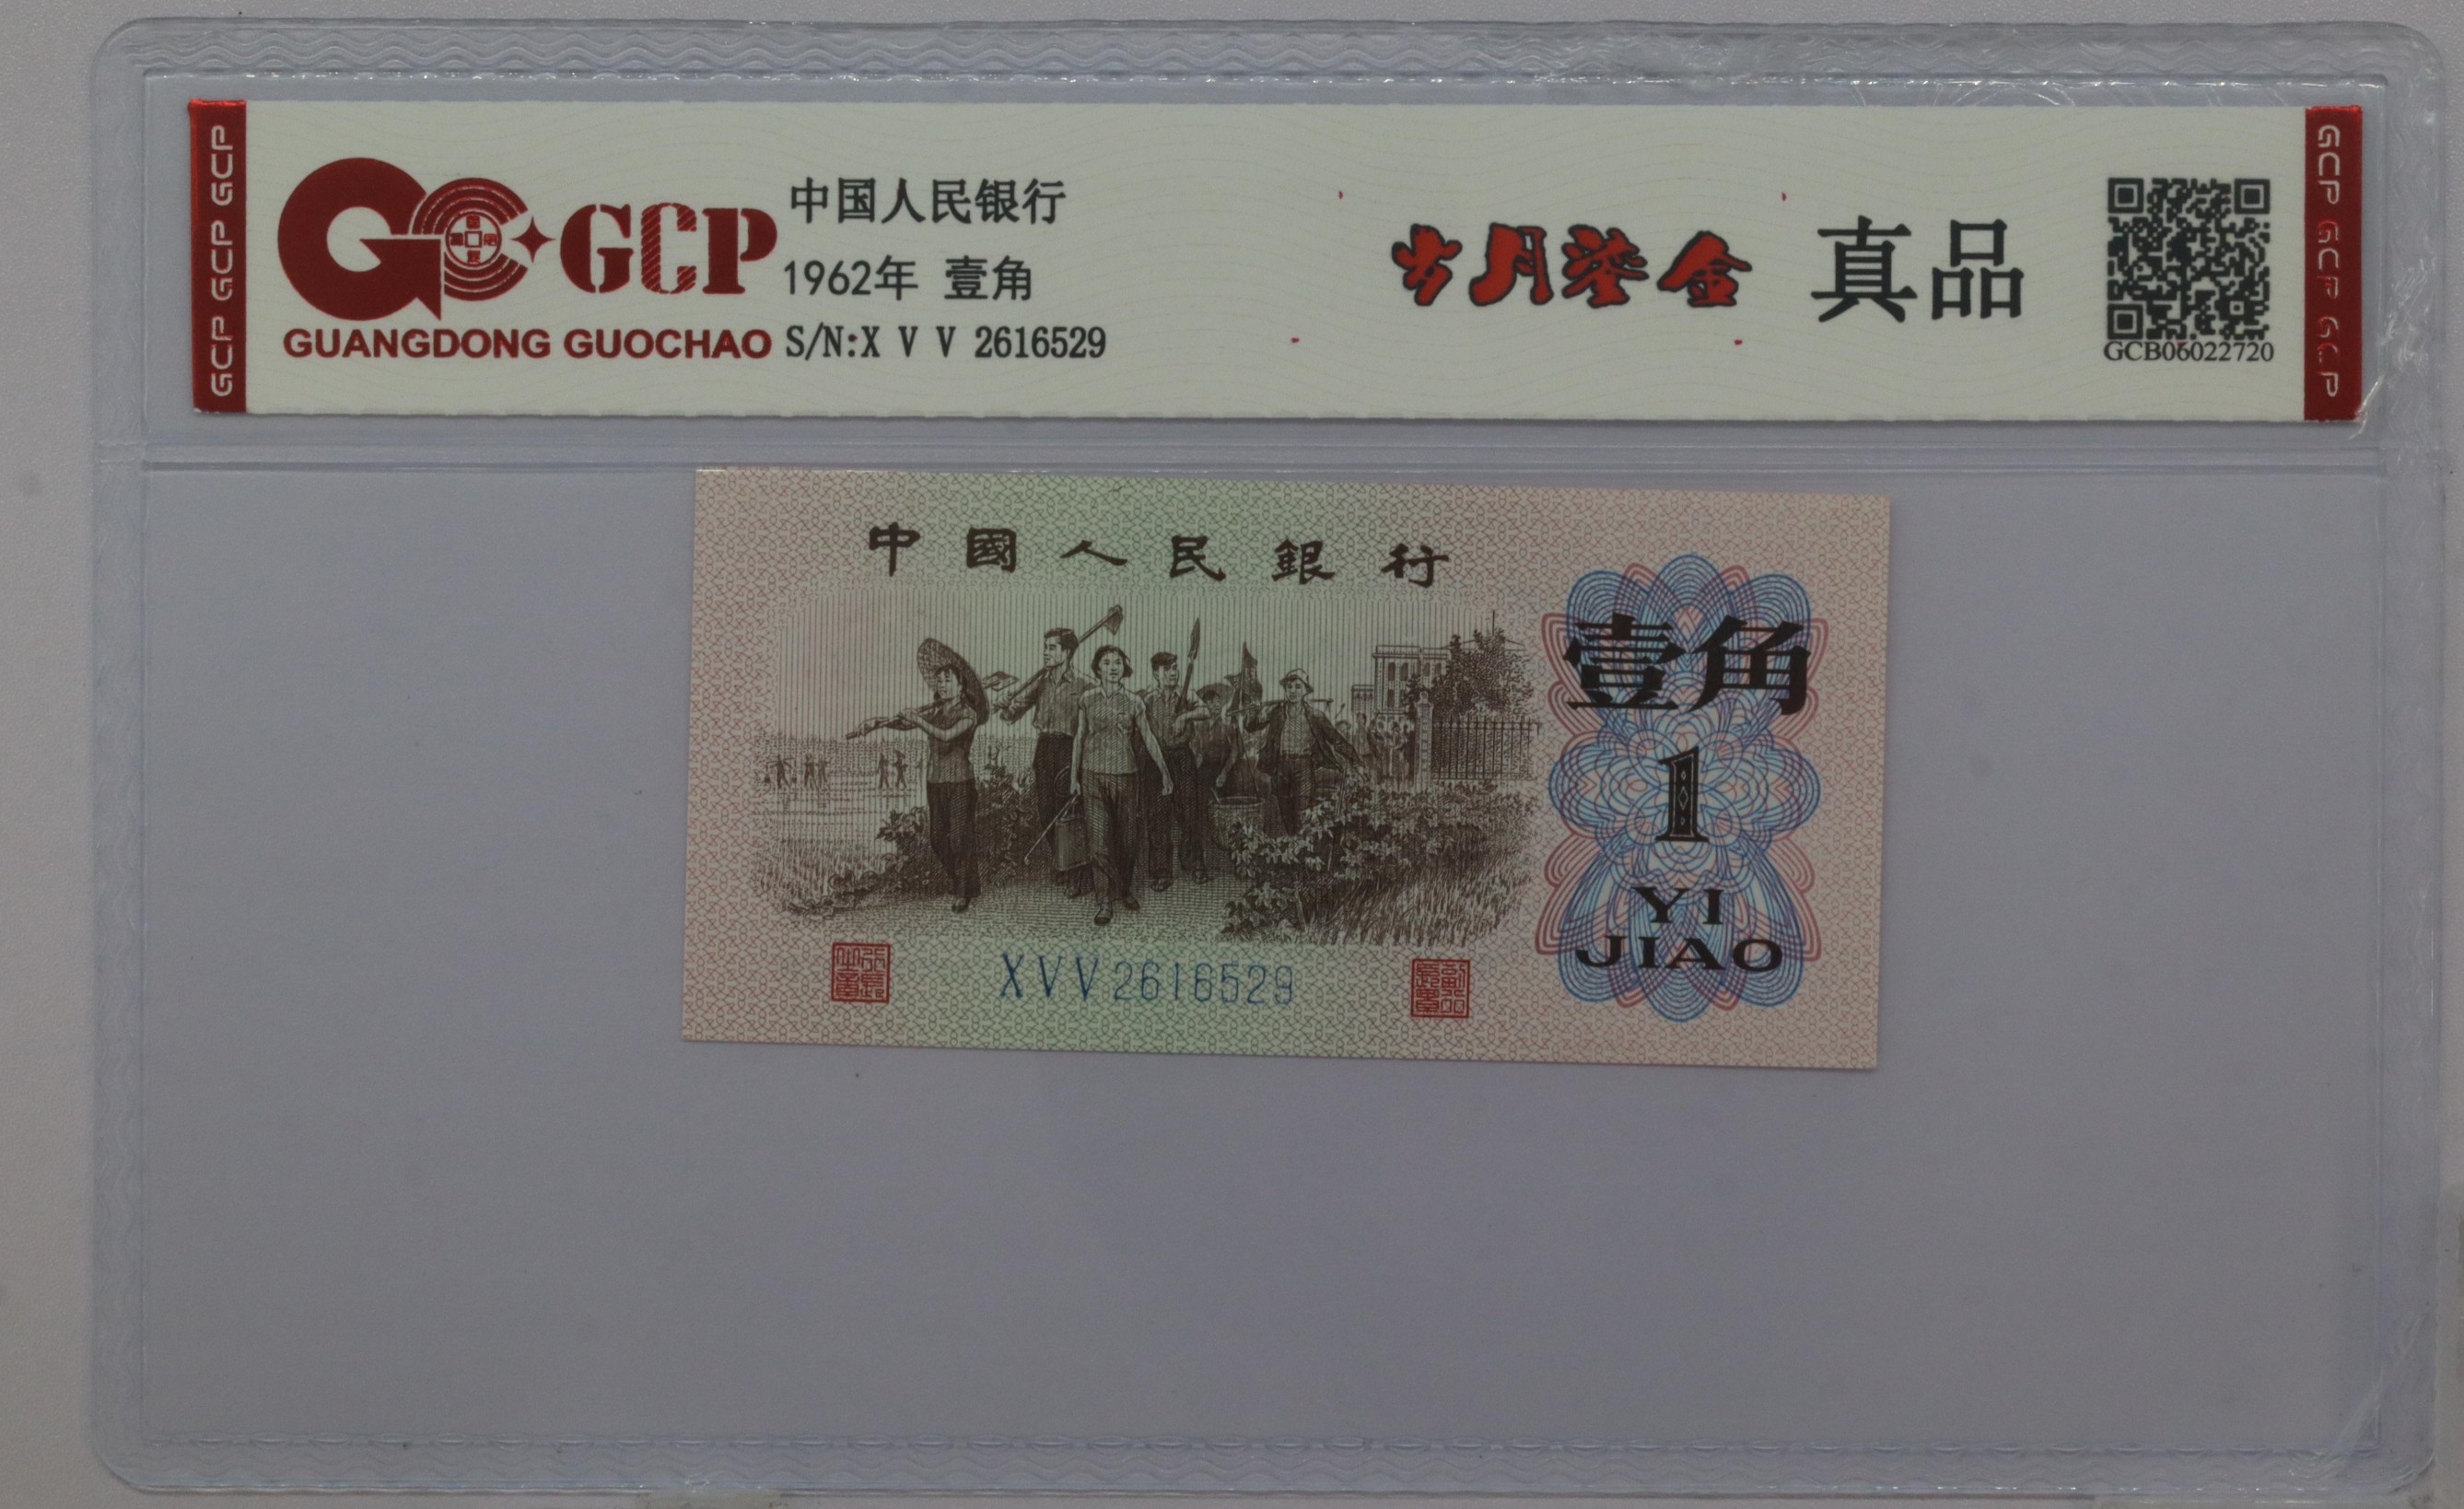 GCP GCP GCP
GCP
GUANGDONG GUOCHAO
中国人民银行
1962年 壹角
S/N:X V V 2616529
岁月鎏金 真品
GCB06022720
GCP GCP GCP
中國人民銀行
壹角
1
YI
JIAO
XVV2616529